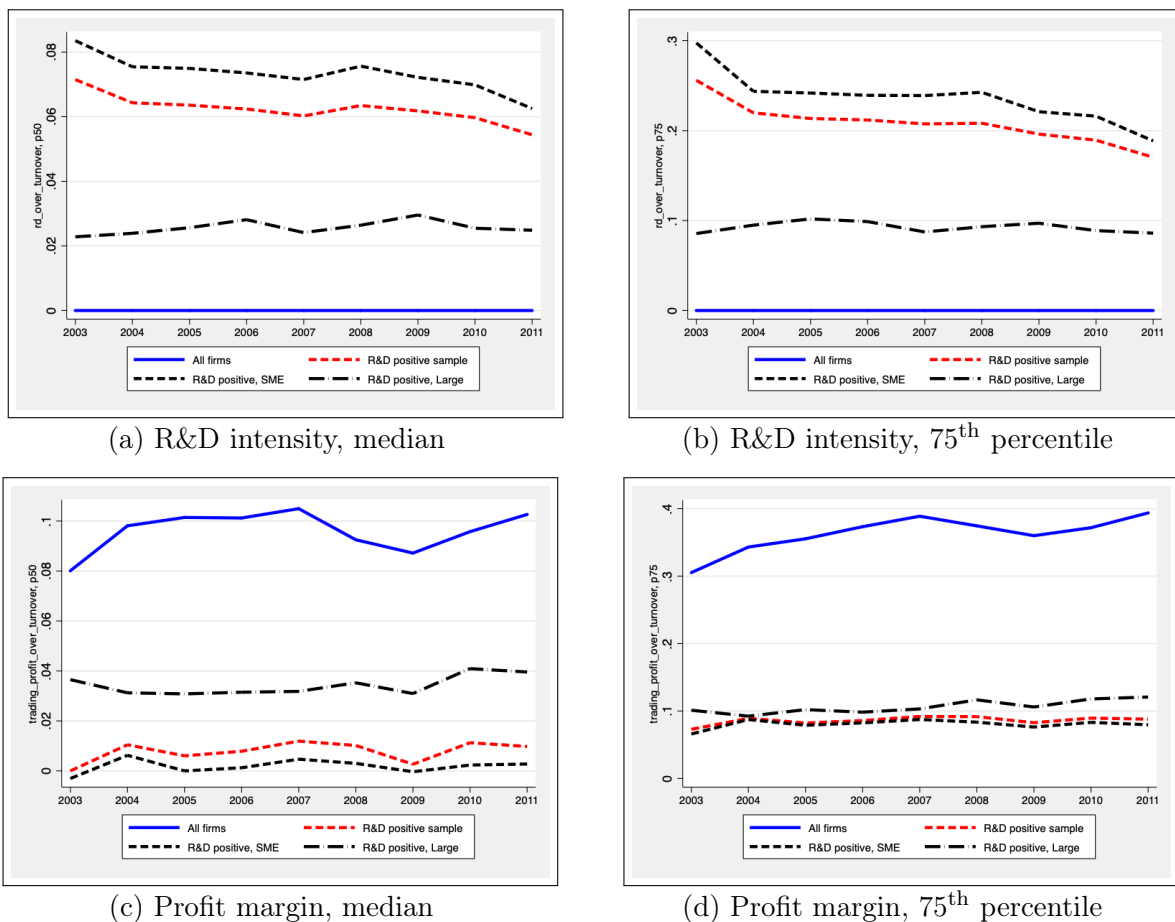 rd_over_turnover, p50
.08
.06
.04
.02
0
2003 2004 2005 2006 2007 2008 2009 2010 2011
All firms R&D positive sample
R&D positive, SME R&D positive, Large
(a) R&D intensity, median
rd_over_turnover, p75
.3
.2
.1
0
2003 2004 2005 2006 2007 2008 2009 2010 2011
All firms R&D positive sample
R&D positive, SME R&D positive, Large
(b) R&D intensity, 75th percentile
trading_profit_over_turnover, p50
.1
.08
.06
.04
.02
0
2003 2004 2005 2006 2007 2008 2009 2010 2011
All firms R&D positive sample
R&D positive, SME R&D positive, Large
(c) Profit margin, median
trading_profit_over_turnover, p75
.4
.3
.2
.1
0
2003 2004 2005 2006 2007 2008 2009 2010 2011
All firms R&D positive sample
R&D positive, SME R&D positive, Large
(d) Profit margin, 75th percentile